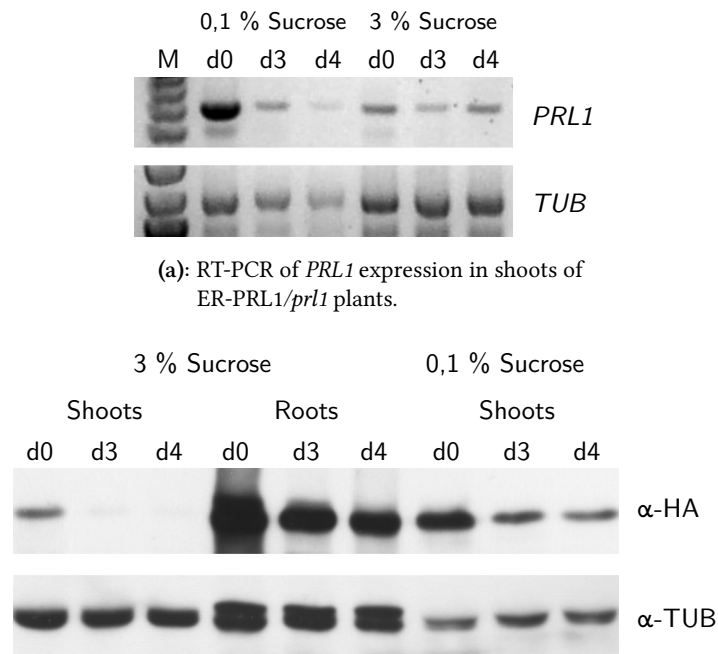 0,1 % Sucrose 3 % Sucrose
M d0 d3 d4 d0 d3 d4
PRL1
TUB
(a): RT-PCR of PRL1 expression in shoots of
ER-PRL1/prl1 plants.
3 % Sucrose 0,1 % Sucrose
Shoots Roots Shoots
d0 d3 d4 d0 d3 d4 d0 d3 d4
α-HA
α-TUB